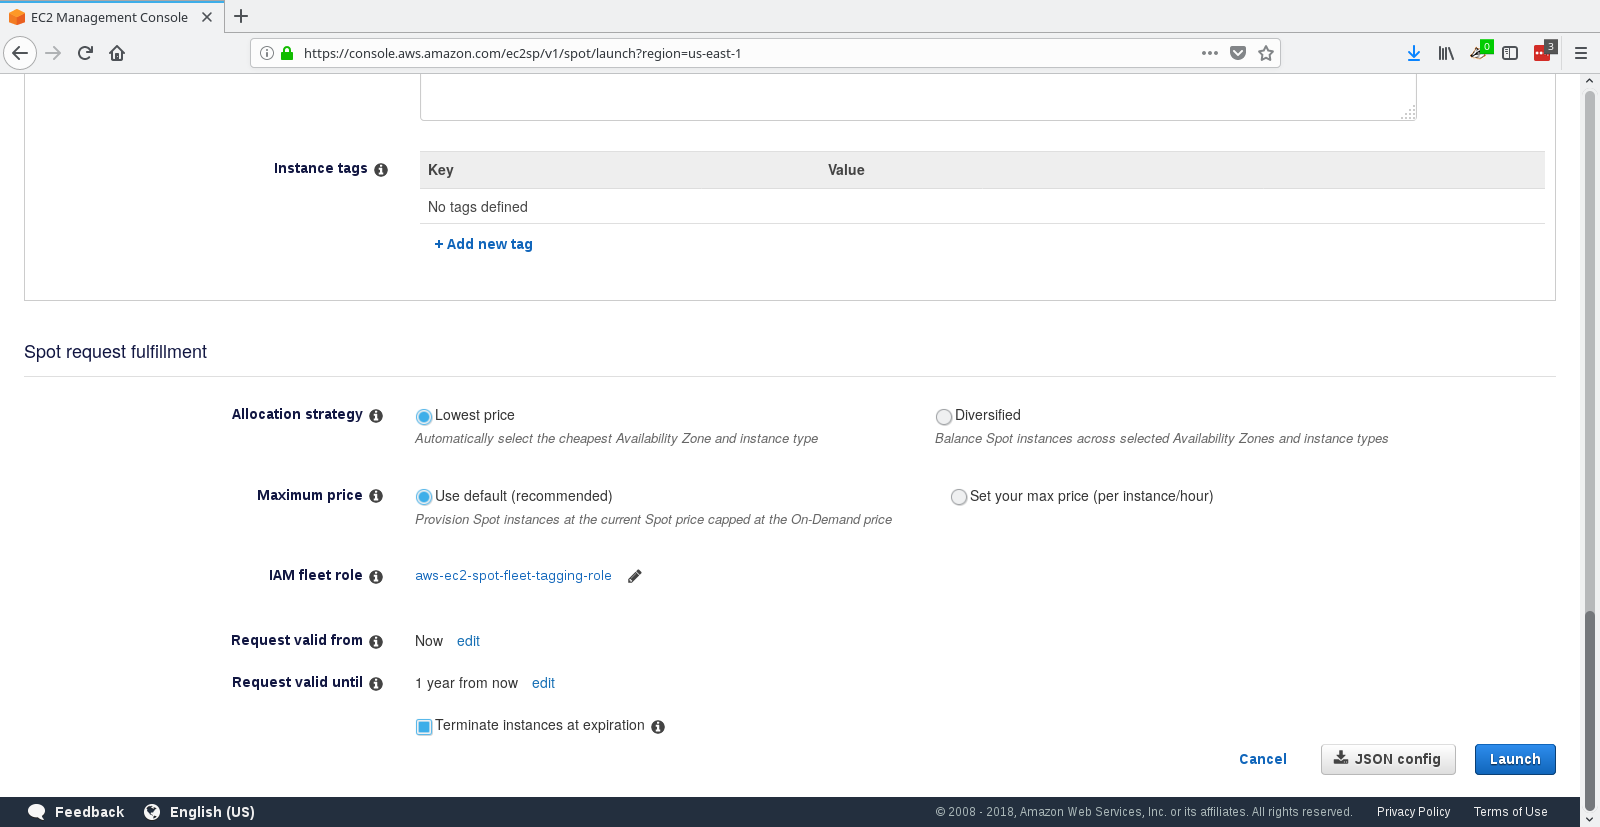 EC2 Management Console
https://console.aws.amazon.com/ec2sp/v1/spot/launch?region=us-east-1
0
3
Instance tags
Key Value
No tags defined
+ Add new tag
Spot request fulfillment
Allocation strategy Lowest price Diversified
Automatically select the cheapest Availability Zone and instance type Balance Spot instances across selected Availability Zones and instance types
Maximum price Use default (recommended) Set your max price (per instance/hour)
Provision Spot instances at the current Spot price capped at the On-Demand price
IAM fleet role aws-ec2-spot-fleet-tagging-role
Request valid from Now edit
Request valid until 1 year from now edit
Terminate instances at expiration
Cancel JSON config Launch
Feedback English (US) © 2008 - 2018, Amazon Web Services, Inc. or its affiliates. All rights reserved. Privacy Policy Terms of Use